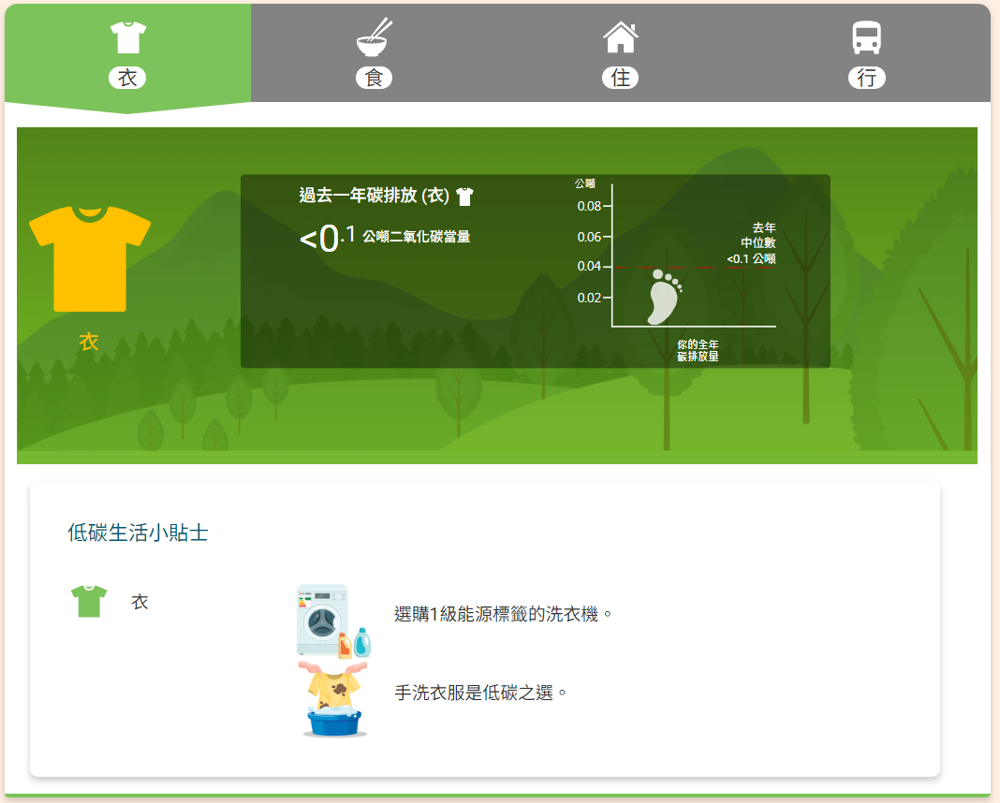 衣
食
住
行
過去一年碳排放 (衣)
<0.1 公噸二氧化碳當量
公噸
0.08
0.06
0.04
0.02
去年
中位數
<0.1 公噸
你的全年
碳排放量
衣
低碳生活小貼士
衣
選購1級能源標籤的洗衣機。
手洗衣服是低碳之選。